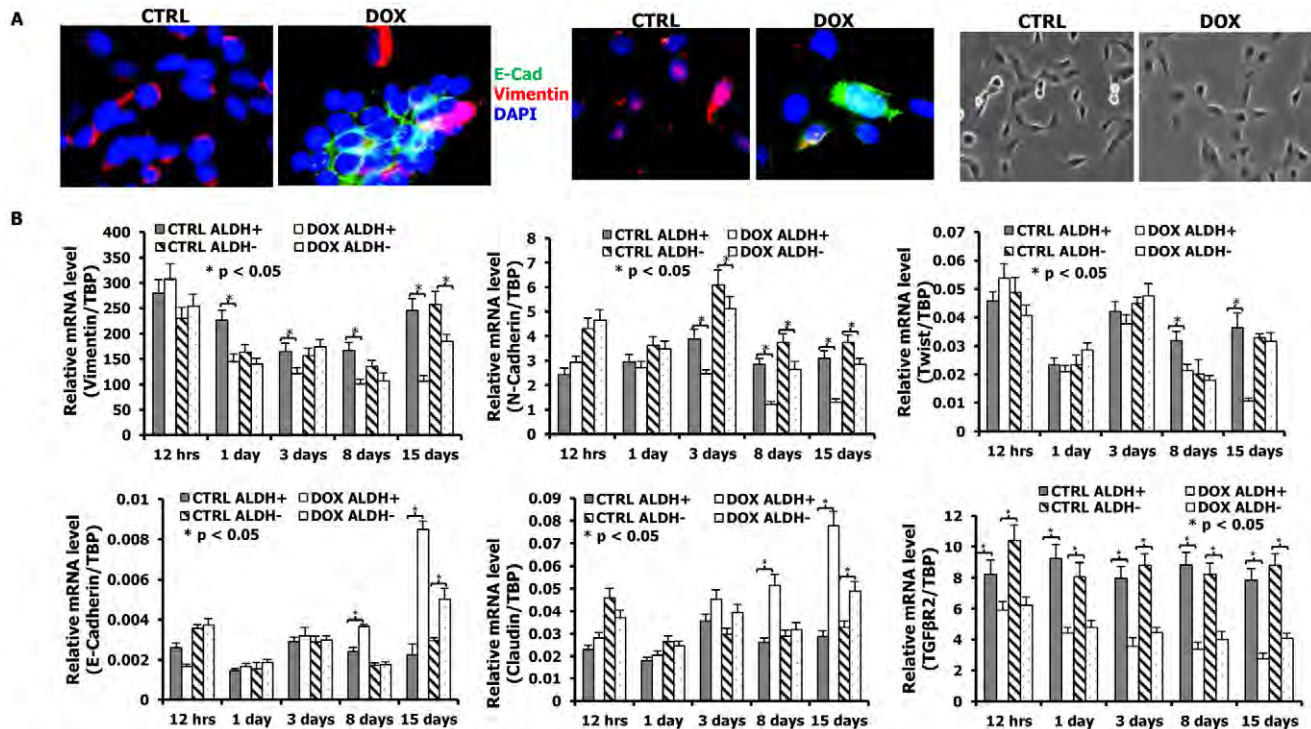 A
CTRL DOX
E-Cad
Vimentin
DAPI
CTRL DOX
CTRL DOX
B
Relative mRNA level
(Vimentin/TBP)
400
350
300
250
200
150
100
50
0
CTRL ALDH+ DOX ALDH+
CTRL ALDH- DOX ALDH-
* p < 0.05
* * * * *
12 hrs 1 day 3 days 8 days 15 days
Relative mRNA level
(N-Cadherin/TBP)
8
7
6
5
4
3
2
1
0
CTRL ALDH+ DOX ALDH+
CTRL ALDH- DOX ALDH-
* p < 0.05
* * * * * *
12 hrs 1 day 3 days 8 days 15 days
Relative mRNA level
(Twist/TBP)
0.07
0.06
0.05
0.04
0.03
0.02
0.01
0
CTRL ALDH+ DOX ALDH+
CTRL ALDH- DOX ALDH-
* p < 0.05
* *
12 hrs 1 day 3 days 8 days 15 days
Relative mRNA level
(E-Cadherin/TBP)
0.01
0.008
0.006
0.004
0.002
0
CTRL ALDH+ DOX ALDH+
CTRL ALDH- DOX ALDH-
* p < 0.05
* * *
12 hrs 1 day 3 days 8 days 15 days
Relative mRNA level
(Claudin/TBP)
0.09
0.08
0.07
0.06
0.05
0.04
0.03
0.02
0.01
0
CTRL ALDH+ DOX ALDH+
CTRL ALDH- DOX ALDH-
* p < 0.05
* * *
12 hrs 1 day 3 days 8 days 15 days
Relative mRNA level
(TGFβR2/TBP)
12
10
8
6
4
2
0
CTRL ALDH+ DOX ALDH+
CTRL ALDH- DOX ALDH-
* p < 0.05
* * * * * * * * * *
12 hrs 1 day 3 days 8 days 15 days